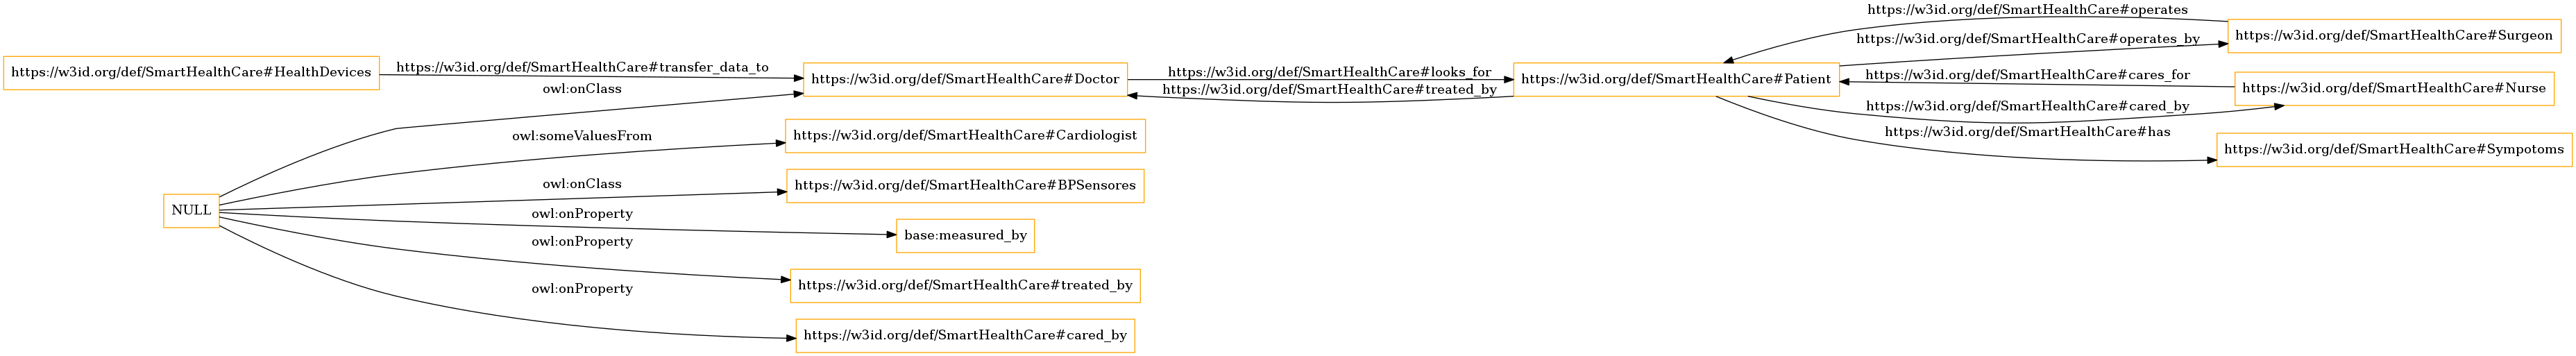 https://w3id.org/def/SmartHealthCare#operates
https://w3id.org/def/SmartHealthCare#Surgeon
https://w3id.org/def/SmartHealthCare#operates_by
https://w3id.org/def/SmartHealthCare#HealthDevices
https://w3id.org/def/SmartHealthCare#transfer_data_to
https://w3id.org/def/SmartHealthCare#Doctor
https://w3id.org/def/SmartHealthCare#looks_for
https://w3id.org/def/SmartHealthCare#Patient
https://w3id.org/def/SmartHealthCare#cares_for
https://w3id.org/def/SmartHealthCare#Nurse
owl:onClass
https://w3id.org/def/SmartHealthCare#treated_by
https://w3id.org/def/SmartHealthCare#cared_by
owl:someValuesFrom
https://w3id.org/def/SmartHealthCare#Cardiologist
https://w3id.org/def/SmartHealthCare#has
https://w3id.org/def/SmartHealthCare#Sympotoms
owl:onClass
https://w3id.org/def/SmartHealthCare#BPSensores
NULL
owl:onProperty
base:measured_by
owl:onProperty
https://w3id.org/def/SmartHealthCare#treated_by
owl:onProperty
https://w3id.org/def/SmartHealthCare#cared_by